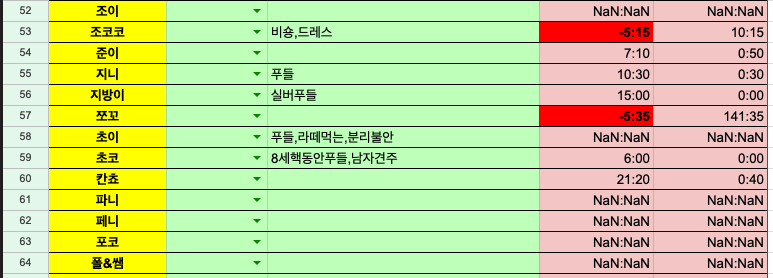 52 조이 NaN:NaN NaN:NaN
53 조코코 비숑,드레스 -5:15 10:15
54 준이 7:10 0:50
55 지니 푸들 10:30 0:30
56 지방이 실버푸들 15:00 0:00
57 쪼꼬 -5:35 141:35
58 초이 푸들,라떼먹는,분리불안 NaN:NaN NaN:NaN
59 초코 8세핵동안푸들,남자견주 6:00 0:00
60 칸쵸 21:20 0:40
61 파니 NaN:NaN NaN:NaN
62 페니 NaN:NaN NaN:NaN
63 포코 NaN:NaN NaN:NaN
64 폴&쌤 NaN:NaN NaN:NaN